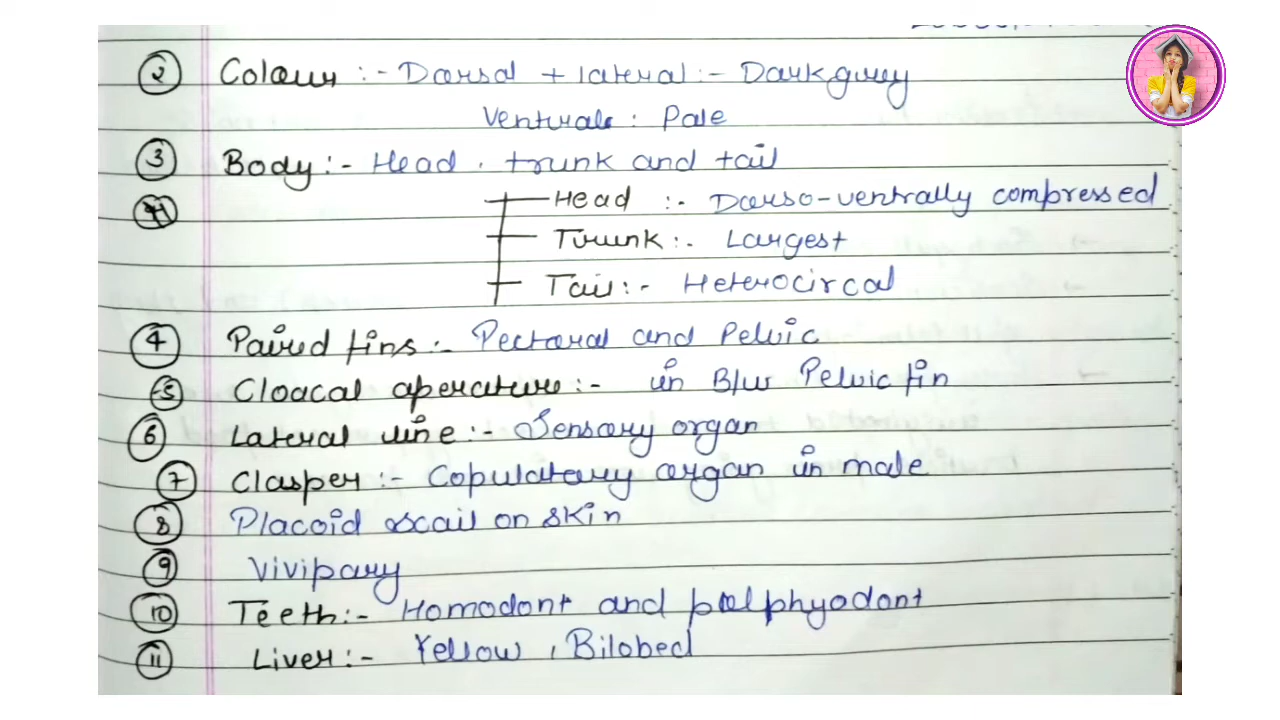 ② Colour :- Dorsal + lateral :- Dark grey
Ventral : Pale
③ Body :- Head, trunk and tail
Head :- Dorso-ventrally compressed
Trunk :- Largest
Tail :- Heterocircal
④ Paired fins :- Pectoral and Pelvic
⑤ Cloacal aperature :- in B/w Pelvic fin
⑥ Lateral line :- Sensory organ
⑦ Clasper :- Copulatory organ in male
⑧ Placoid scail on skin
⑨ Vivipary
⑩ Teeth :- Homodont and polphyodont
⑪ Liver :- Yellow, Bilobed